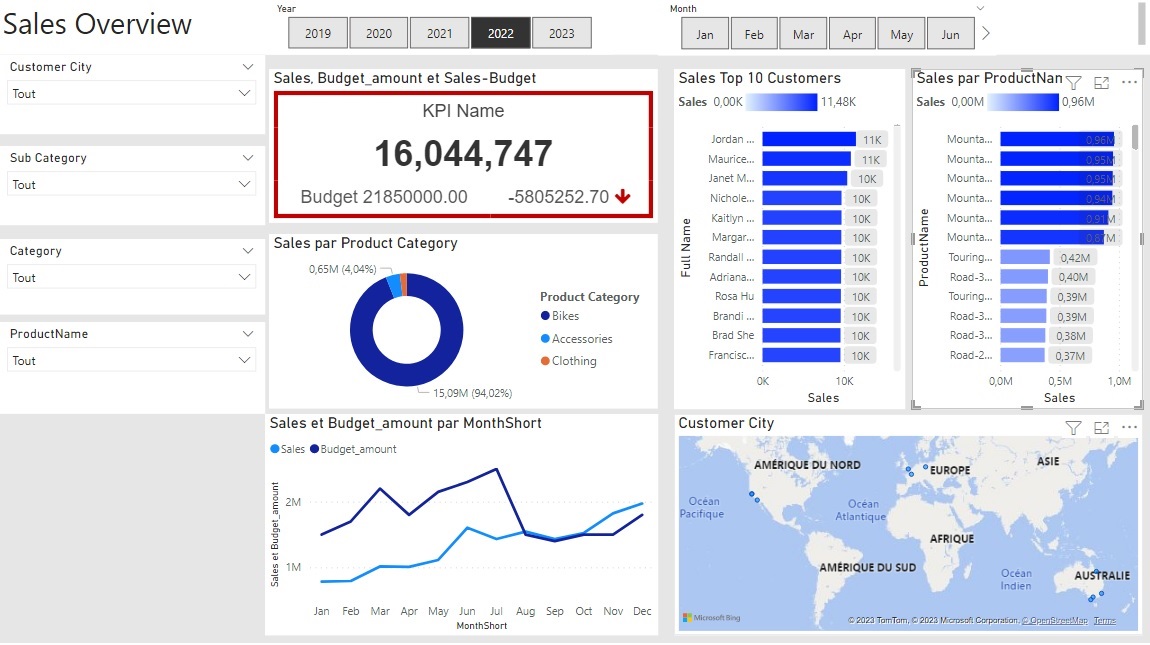 Sales Overview
Year
2019 2020 2021 2022 2023
Month
Jan Feb Mar Apr May Jun
Customer City
Tout
Sub Category
Tout
Category
Tout
ProductName
Tout
Sales, Budget_amount et Sales-Budget
KPI Name
16,044,747
Budget 21850000.00 -5805252.70
Sales par Product Category
0,65M (4,04%)
15,09M (94,02%)
Product Category
Bikes
Accessories
Clothing
Sales Top 10 Customers
Sales 0,00K 11,48K
Full Name
Jordan ... 11K
Maurice... 11K
Janet M... 10K
Nichole... 10K
Kaitlyn ... 10K
Margar... 10K
Randall ... 10K
Adriana... 10K
Rosa Hu 10K
Brandi ... 10K
Brad She 10K
Francisc... 10K
0K 10K
Sales
Sales par ProductNam
Sales 0,00M 0,96M
ProductName
Mounta... 0,96M
Mounta... 0,95M
Mounta... 0,95M
Mounta... 0,94M
Mounta... 0,91M
Mounta... 0,87M
Touring... 0,42M
Road-3... 0,40M
Touring... 0,39M
Road-3... 0,39M
Road-3... 0,38M
Road-2... 0,37M
0,0M 0,5M 1,0M
Sales
Sales et Budget_amount par MonthShort
Sales Budget_amount
Sales et Budget_amount
2M
1M
Jan Feb Mar Apr May Jun Jul Aug Sep Oct Nov Dec
MonthShort
Customer City
AMÉRIQUE DU NORD
EUROPE
ASIE
Océan
Pacifique
Océan
Atlantique
AFRIQUE
AMÉRIQUE DU SUD
Océan
Indien
AUSTRALIE
Microsoft Bing
© 2023 TomTom, © 2023 Microsoft Corporation, © OpenStreetMap Terms